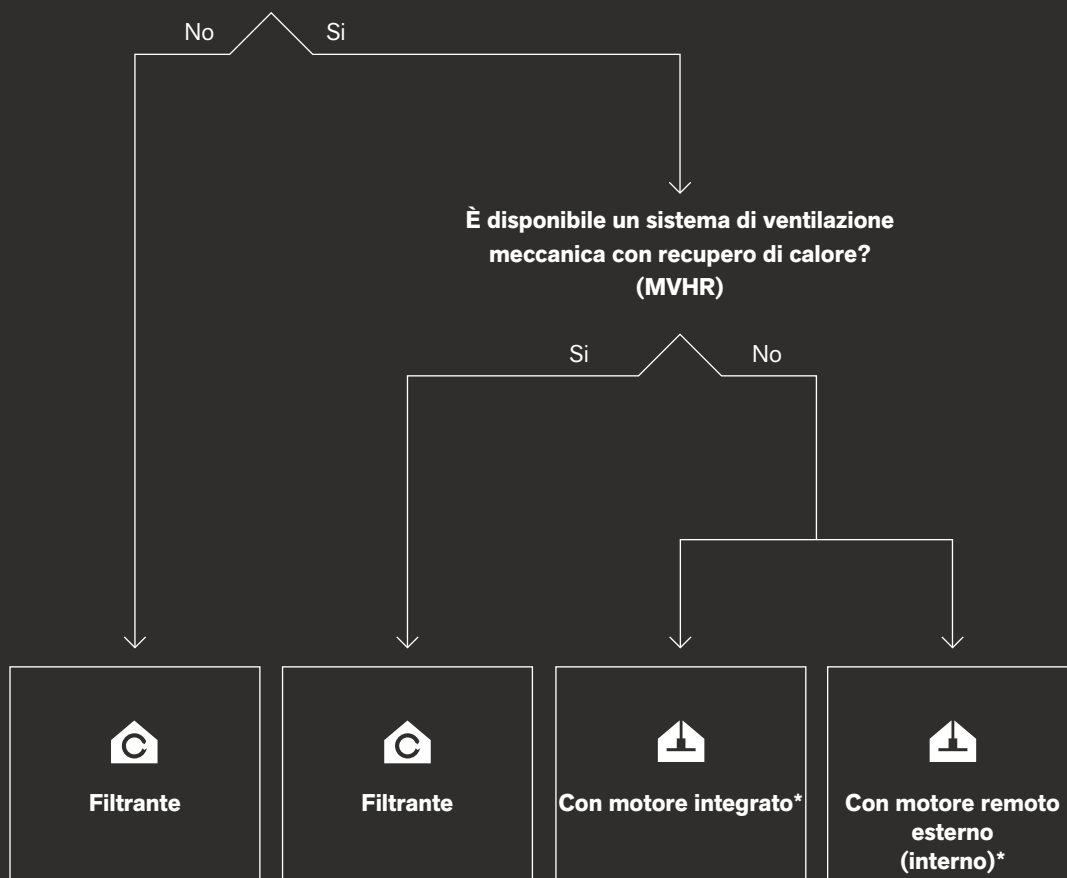 No
Si
È disponibile un sistema di ventilazione
meccanica con recupero di calore?
(MVHR)
Si
No
Filtrante
Filtrante
Con motore integrato*
Con motore remoto
esterno
(interno)*